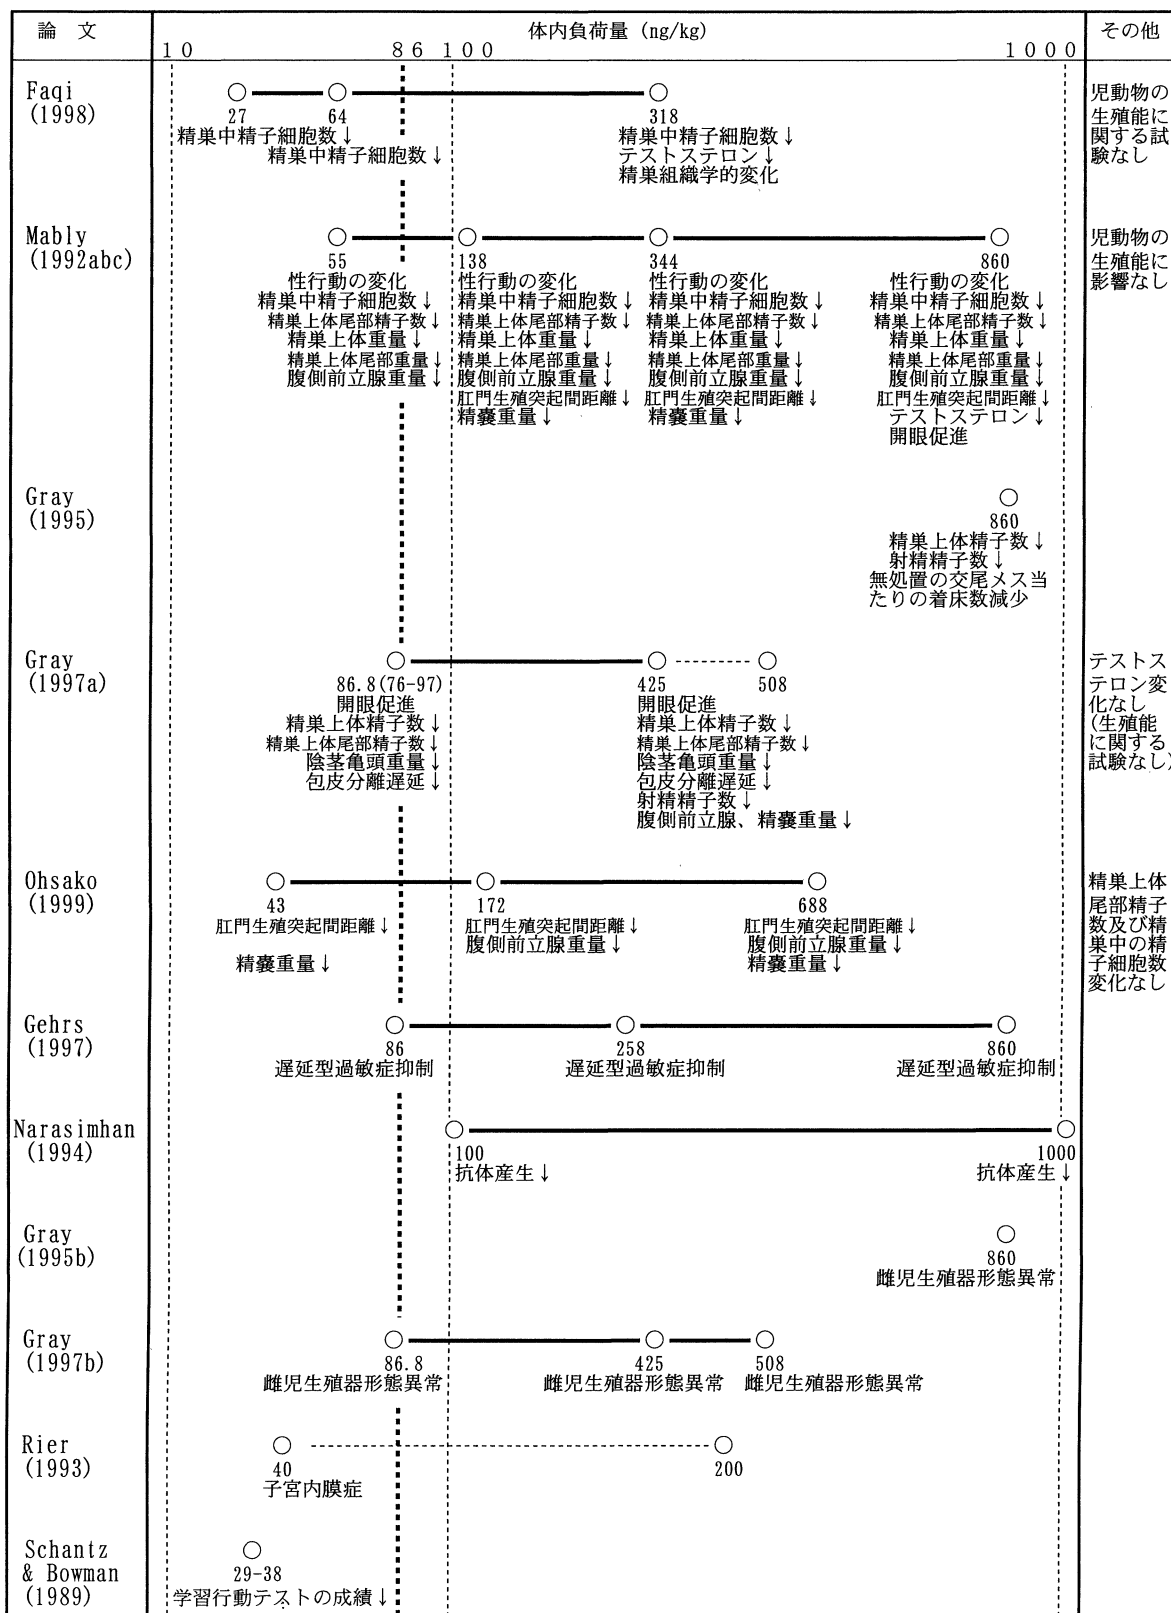 論 文
体内負荷量 (ng/kg)
その他
10 86 100 1000
Faqi
(1998)
27 64 318
精巣中精子細胞数↓
精巣中精子細胞数↓
精巣中精子細胞数↓
テストステロン↓
精巣組織学的変化
児動物の
生殖能に
関する試
験なし
Mably
(1992abc)
55
性行動の変化
精巣中精子細胞数↓
精巣上体尾部精子数↓
精巣上体重量↓
精巣上体尾部重量↓
腹側前立腺重量↓
138
性行動の変化
精巣中精子細胞数↓
精巣上体尾部精子数↓
精巣上体重量↓
精巣上体尾部重量↓
腹側前立腺重量↓
肛門生殖突起間距離↓
精嚢重量↓
344
性行動の変化
精巣中精子細胞数↓
精巣上体尾部精子数↓
精巣上体重量↓
精巣上体尾部重量↓
腹側前立腺重量↓
肛門生殖突起間距離↓
精嚢重量↓
860
性行動の変化
精巣中精子細胞数↓
精巣上体尾部精子数↓
精巣上体重量↓
精巣上体尾部重量↓
腹側前立腺重量↓
肛門生殖突起間距離↓
テストステロン↓
開眼促進
児動物の
生殖能に
影響なし
Gray
(1995)
860
精巣上体精子数↓
射精精子数↓
無処置の交尾メス当
たりの着床数減少
Gray
(1997a)
86.8(76-97)
開眼促進
精巣上体精子数↓
精巣上体尾部精子数↓
陰茎亀頭重量↓
包皮分離遅延↓
425
開眼促進
精巣上体精子数↓
精巣上体尾部精子数↓
陰茎亀頭重量↓
包皮分離遅延↓
射精精子数↓
腹側前立腺、精嚢重量↓
508
テストス
テロン変
化なし
(生殖能
に関する
試験なし)
Ohsako
(1999)
43
肛門生殖突起間距離↓
精嚢重量↓
172
肛門生殖突起間距離↓
腹側前立腺重量↓
688
肛門生殖突起間距離↓
腹側前立腺重量↓
精嚢重量↓
精巣上体
尾部精子
数及び精
巣中の精
子細胞数
変化なし
Gehrs
(1997)
86 258 860
遅延型過敏症抑制 遅延型過敏症抑制 遅延型過敏症抑制
Narasimhan
(1994)
100 1000
抗体産生↓ 抗体産生↓
Gray
(1995b)
860
雌児生殖器形態異常
Gray
(1997b)
86.8 425 508
雌児生殖器形態異常 雌児生殖器形態異常 雌児生殖器形態異常
Rier
(1993)
40 200
子宮内膜症
Schantz
& Bowman
(1989)
29-38
学習行動テストの成績↓